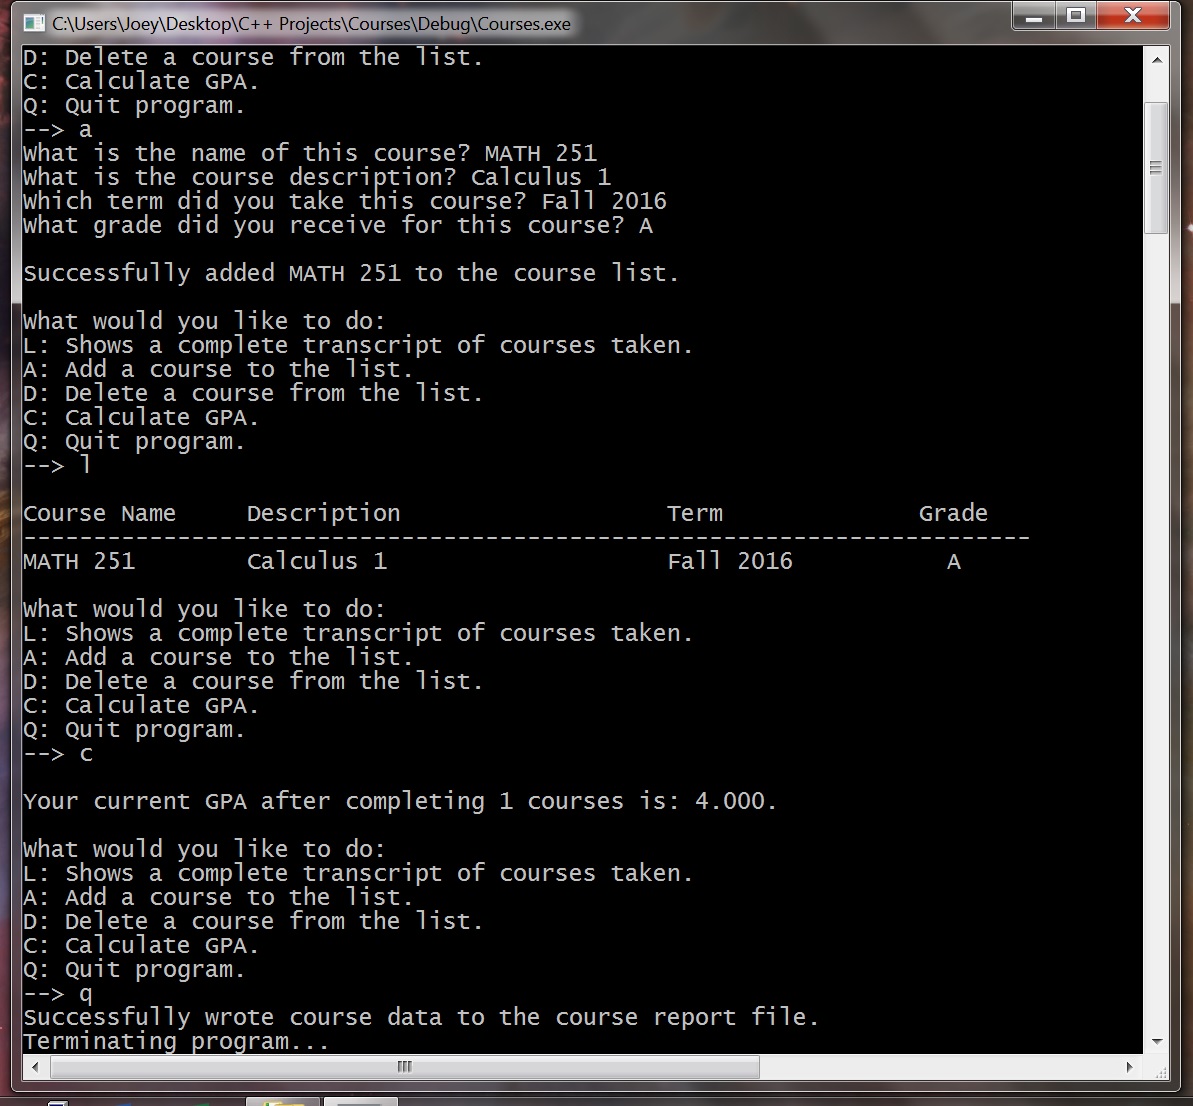 C:\Users\Joey\Desktop\C++ Projects\Courses\Debug\Courses.exe
D: Delete a course from the list.
C: Calculate GPA.
Q: Quit program.
--> a
What is the name of this course? MATH 251
What is the course description? Calculus 1
Which term did you take this course? Fall 2016
What grade did you receive for this course? A
Successfully added MATH 251 to the course list.
What would you like to do:
L: Shows a complete transcript of courses taken.
A: Add a course to the list.
D: Delete a course from the list.
C: Calculate GPA.
Q: Quit program.
--> l
Course Name Description Term Grade
------------------------------------------------------------------------
MATH 251 Calculus 1 Fall 2016 A
What would you like to do:
L: Shows a complete transcript of courses taken.
A: Add a course to the list.
D: Delete a course from the list.
C: Calculate GPA.
Q: Quit program.
--> c
Your current GPA after completing 1 courses is: 4.000.
What would you like to do:
L: Shows a complete transcript of courses taken.
A: Add a course to the list.
D: Delete a course from the list.
C: Calculate GPA.
Q: Quit program.
--> q
Successfully wrote course data to the course report file.
Terminating program...